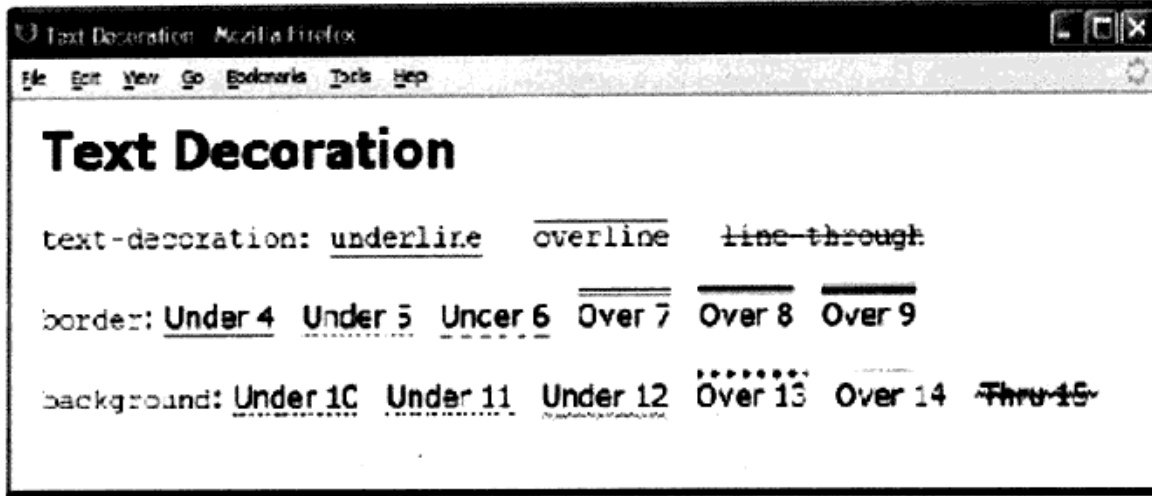 Text Decoration Mozilla Firefox
File Edit View Go Bookmarks Tools Help
Text Decoration
text-decoration: underline overline line-through
border: Under 4 Under 5 Under 6 Over 7 Over 8 Over 9
background: Under 10 Under 11 Under 12 Over 13 Over 14 Thru 15